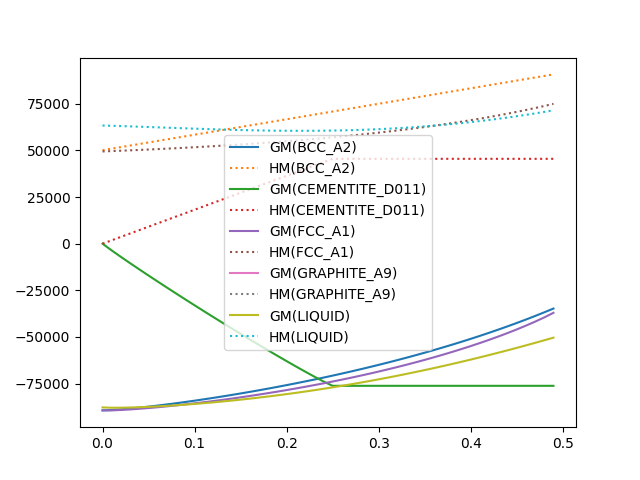 75000
50000
25000
0
−25000
−50000
−75000
GM(BCC_A2)
HM(BCC_A2)
GM(CEMENTITE_D011)
HM(CEMENTITE_D011)
GM(FCC_A1)
HM(FCC_A1)
GM(GRAPHITE_A9)
HM(GRAPHITE_A9)
GM(LIQUID)
HM(LIQUID)
0.0 0.1 0.2 0.3 0.4 0.5